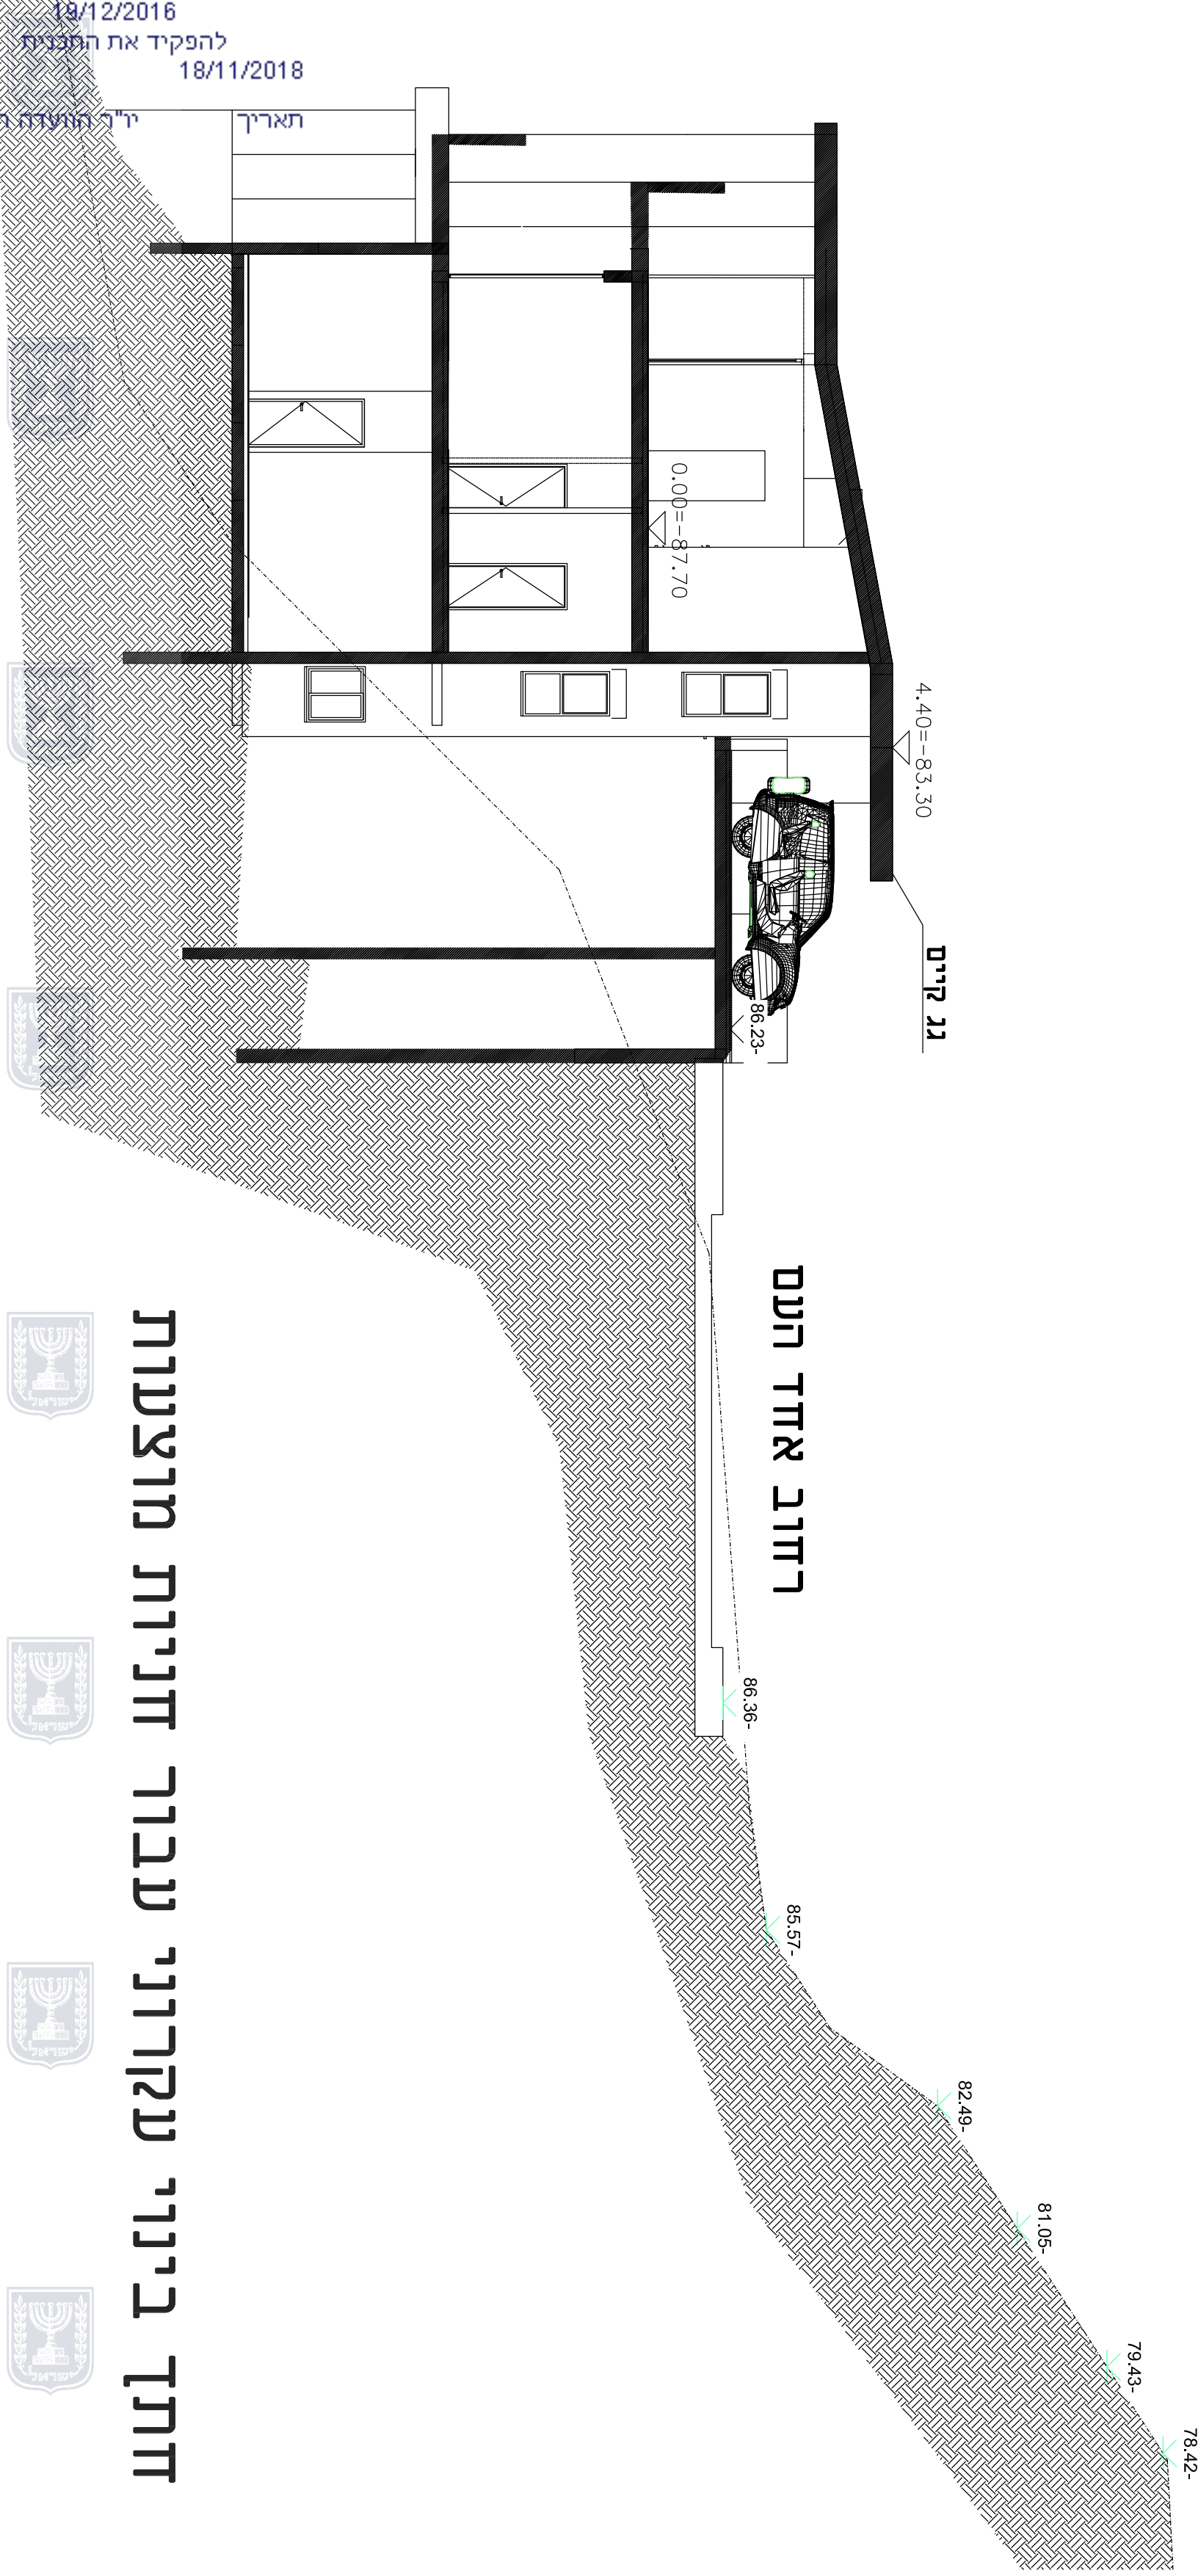 19/12/2016
להפקיד את התכנית
18/11/2018
תאריך
יו"ר הוועדה
0.00=-87.70
4.40=-83.30
גג קיים
86.23-
רחוב אחד העם
86.36-
85.57-
82.49-
81.05-
79.43-
78.42-
חתך בינוי עקרוני עבור חניות מוצעות